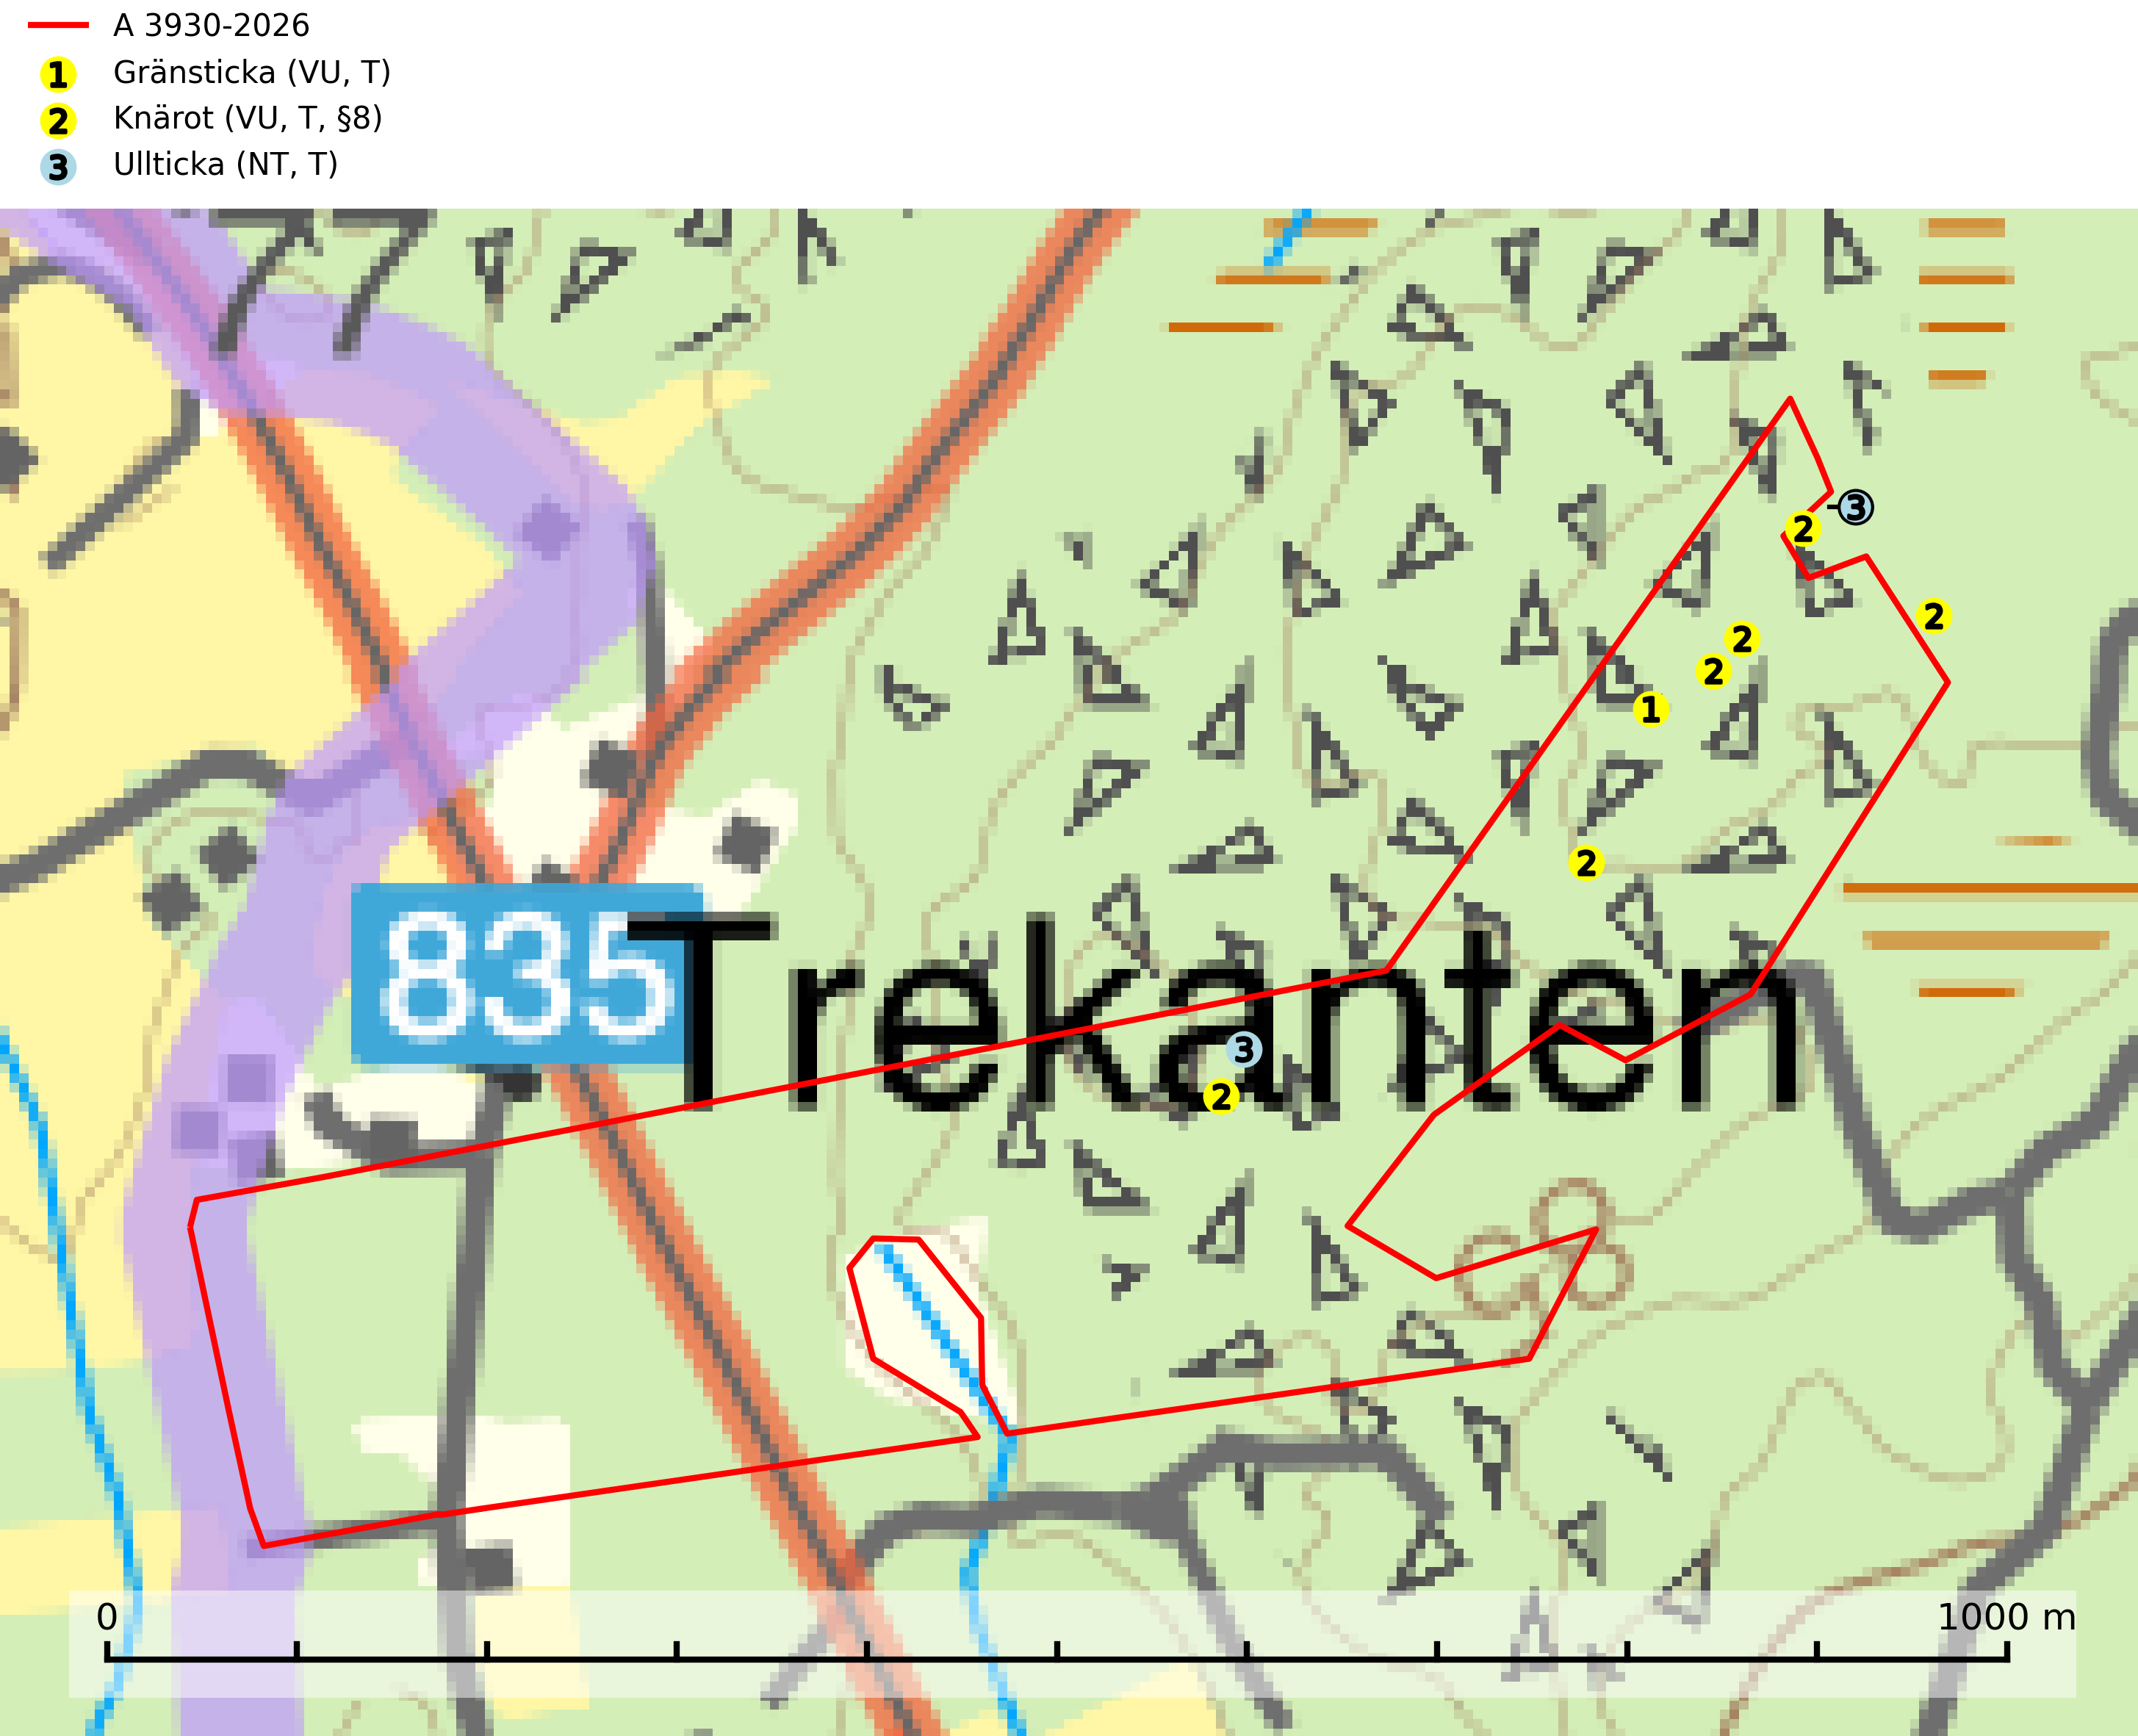 A 3930-2026
1 Gränsticka (VU, T)
2 Knärot (VU, T, §8)
3 Ullticka (NT, T)
77
3
2
2
2
2
1
2
835
Trekanten
3
2
0 1000 m